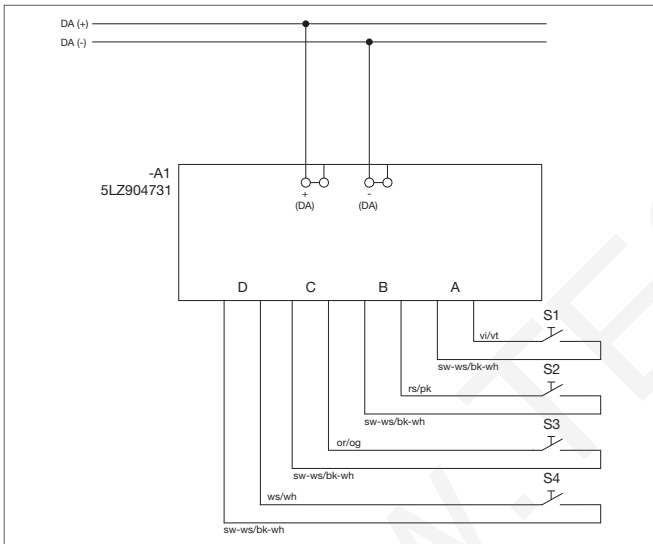 DA (+)
DA (-)
-A1
5LZ904731
+ -
(DA) (DA)
D C B A
S1
vi/vt
sw-ws/bk-wh
S2
rs/pk
sw-ws/bk-wh
S3
or/og
sw-ws/bk-wh
S4
ws/wh
sw-ws/bk-wh